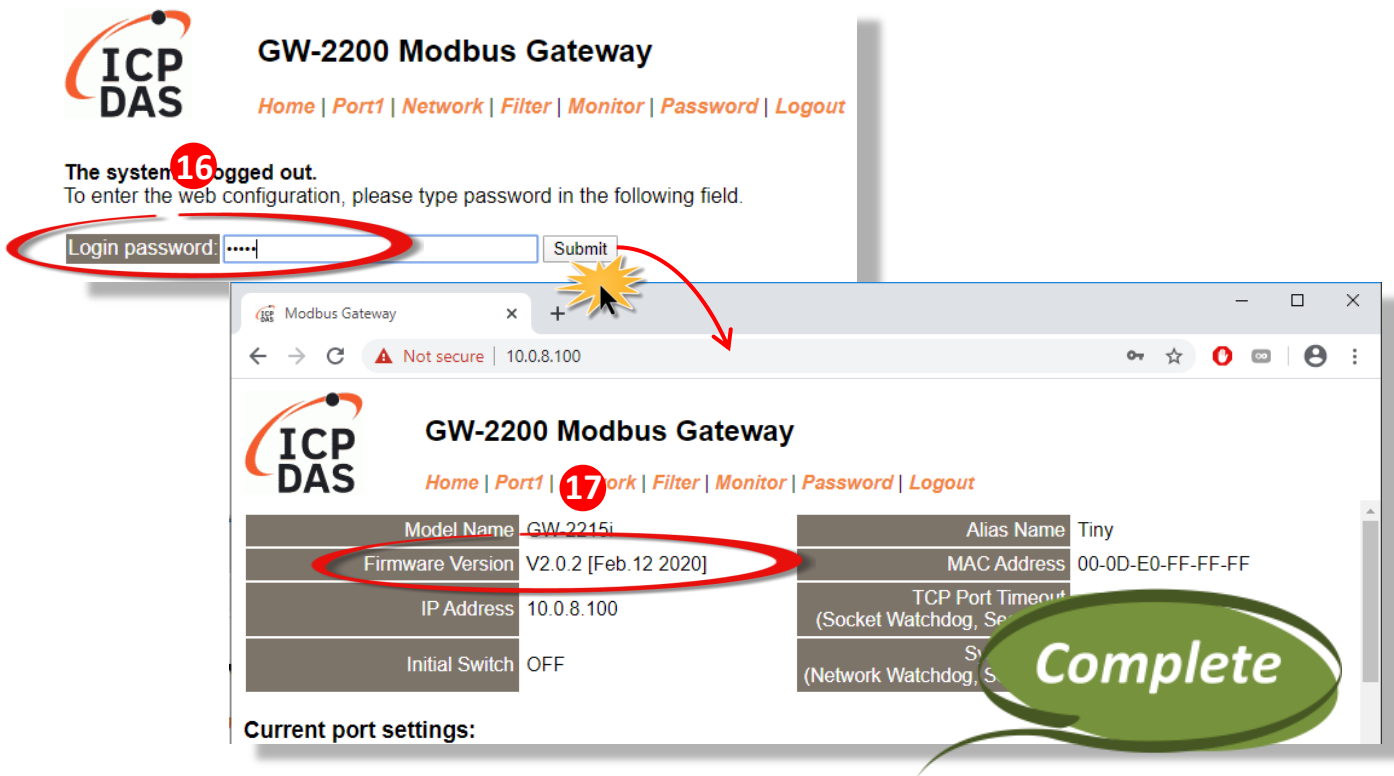 ICP
DAS
GW-2200 Modbus Gateway
Home | Port1 | Network | Filter | Monitor | Password | Logout
16
The system logged out.
To enter the web configuration, please type password in the following field.
Login password: •••••
Submit
ICP
DAS
Modbus Gateway
Not secure | 10.0.8.100
ICP
DAS
GW-2200 Modbus Gateway
Home | Port1 | | Filter | Monitor | Password | Logout
17
Model Name GW-2215i Alias Name Tiny
Firmware Version V2.0.2 [Feb.12 2020] MAC Address 00-0D-E0-FF-FF-FF
IP Address 10.0.8.100 TCP Port Timeout
(Socket Watchdog,
Initial Switch OFF
(Network Watchdog,
Complete
Current port settings: